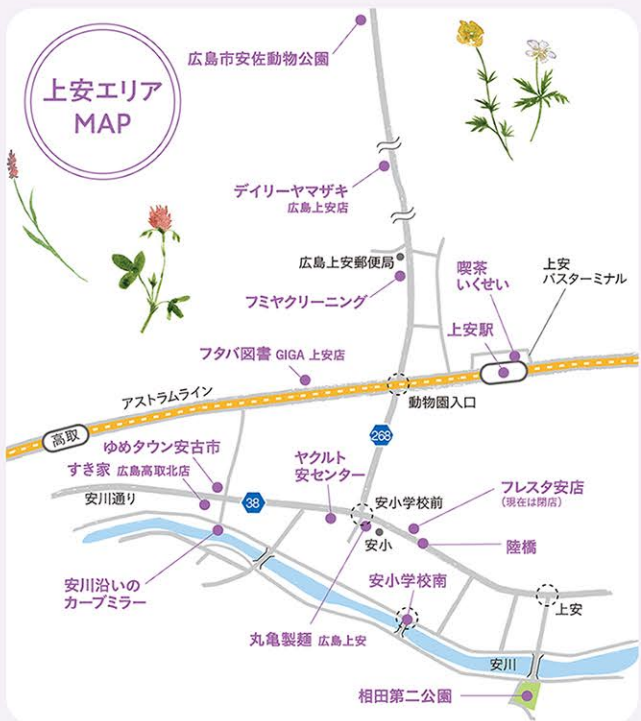 上安エリア
MAP
広島市安佐動物公園
デイリーヤマザキ
広島上安店
広島上安郵便局
フミヤクリーニング
喫茶
いくせい
上安
バスターミナル
上安駅
フタバ図書 GIGA 上安店
アストラムライン
動物園入口
高取
268
ゆめタウン安古市
すき家 広島高取北店
ヤクルト
安センター
安小学校前
フレスタ安店
(現在は閉店)
安川通り
38
安小
陸橋
安川沿いの
カーブミラー
安小学校南
上安
丸亀製麺 広島上安
安川
相田第二公園